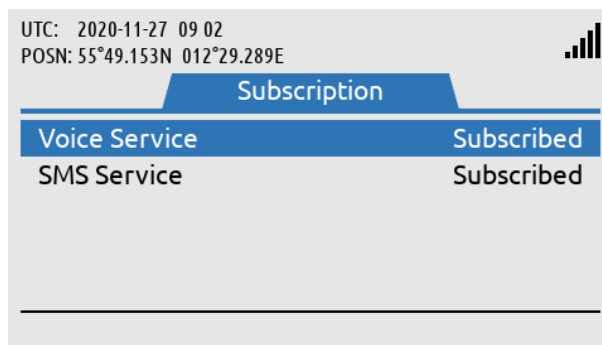 UTC: 2020-11-27 09 02
POSN: 55°49.153N 012°29.289E
Subscription
Voice Service Subscribed
SMS Service Subscribed